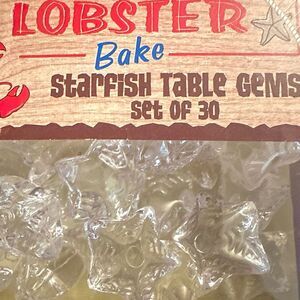 LOBSTER
Bake
Starfish Table Gems
Set of 30